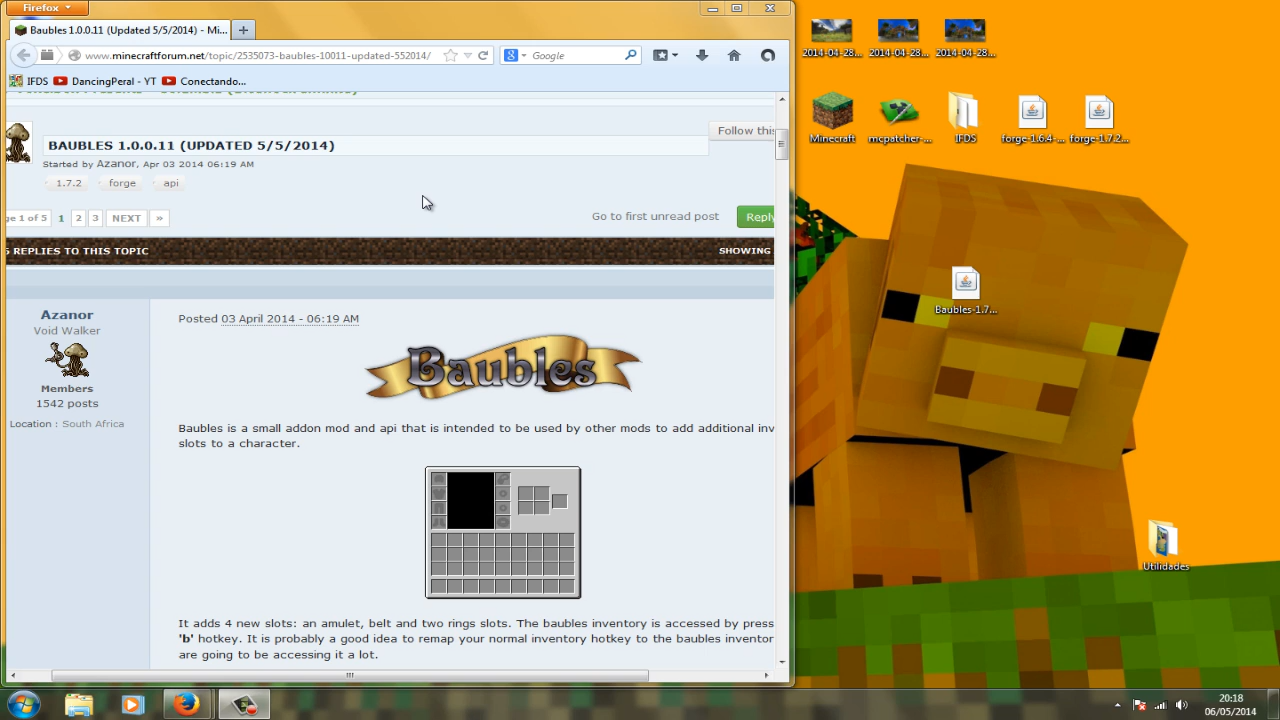 Firefox
Baubles 1.0.0.11 (Updated 5/5/2014) - Mi...
www.minecraftforum.net/topic/2535073-baubles-10011-updated-552014/
Google
IFDS
DancingPeral - YT
Conectando...
BAUBLES 1.0.0.11 (UPDATED 5/5/2014)
Follow this
Started by Azanor, Apr 03 2014 06:19 AM
1.7.2 forge api
ge 1 of 5 1 2 3 NEXT »
Go to first unread post
Reply
REPLIES TO THIS TOPIC
SHOWING
Azanor
Void Walker
Members
1542 posts
Location : South Africa
Posted 03 April 2014 - 06:19 AM
Baubles
Baubles is a small addon mod and api that is intended to be used by other mods to add additional inv
slots to a character.
It adds 4 new slots: an amulet, belt and two rings slots. The baubles inventory is accessed by press
'b' hotkey. It is probably a good idea to remap your normal inventory hotkey to the baubles inventor
are going to be accessing it a lot.
2014-04-28...
2014-04-28...
2014-04-28...
Minecraft
mcpatcher-...
IFDS
forge-1.6.4-...
forge-1.7.2...
Baubles-1.7...
Utilidades
20:18
06/05/2014